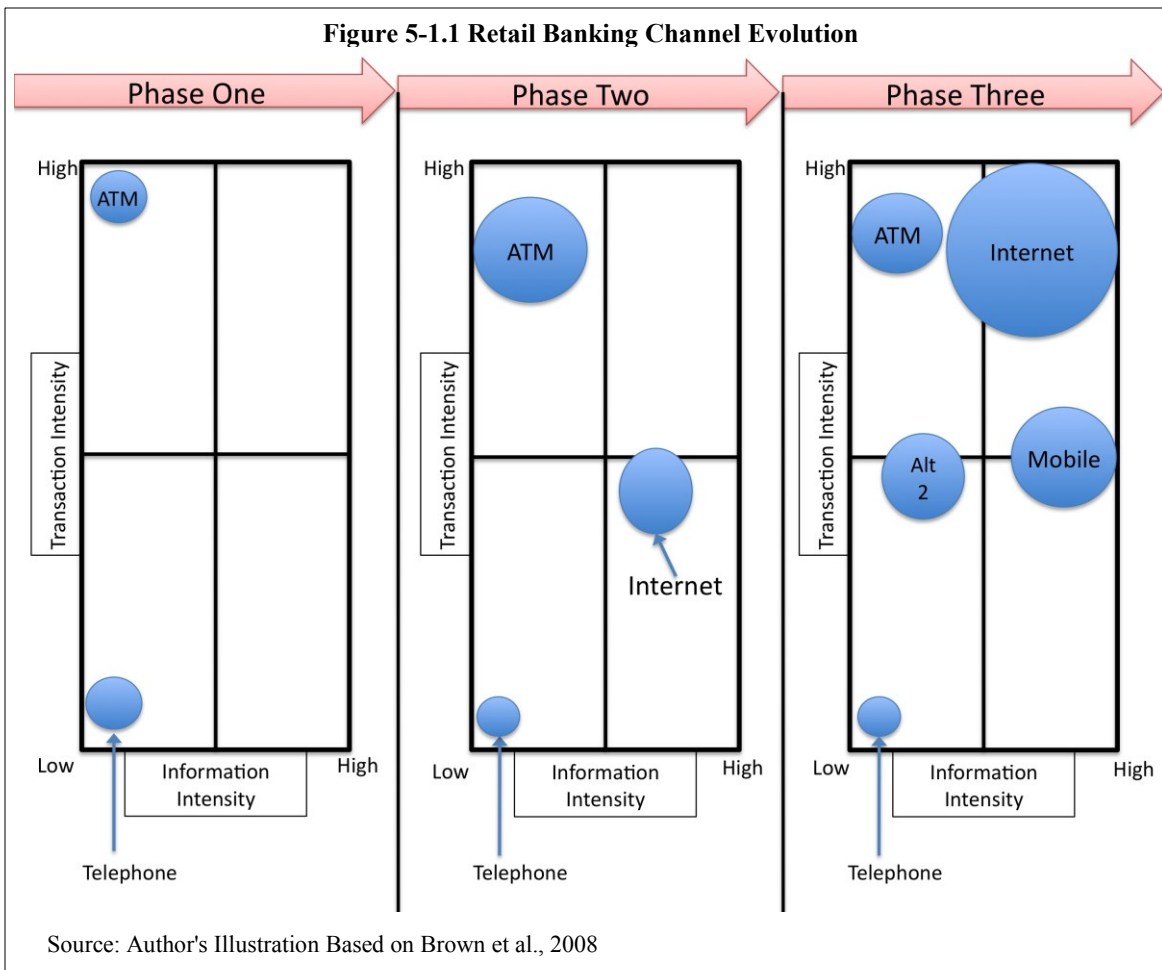 Figure 5-1.1 Retail Banking Channel Evolution
Phase One
Phase Two
Phase Three
High
ATM
Transaction Intensity
Low
Information
Intensity
High
Telephone
High
ATM
Transaction Intensity
Internet
Low
Information
Intensity
High
Telephone
High
ATM
Internet
Transaction Intensity
Alt
2
Mobile
Low
Information
Intensity
High
Telephone
Source: Author's Illustration Based on Brown et al., 2008